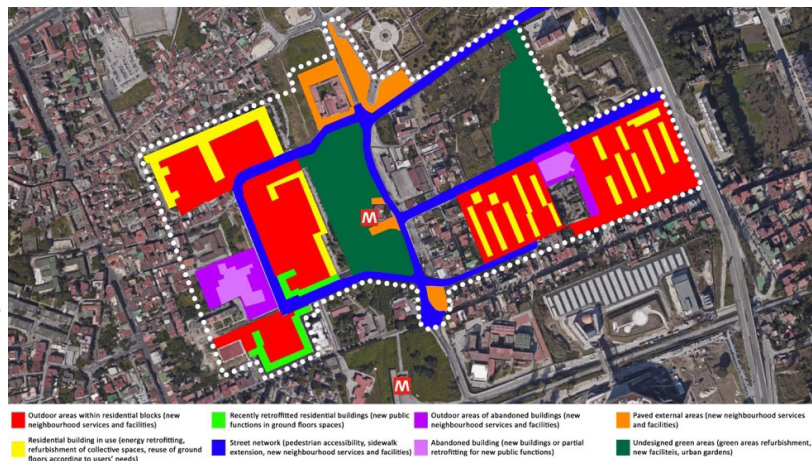 M
M
Outdoor areas within residential blocks (new
neighbourhood services and facilities)
Recently retroffitted residential buildings (new public
functions in ground floors spaces)
Outdoor areas of abandoned buildings (new
neighbourhood services and facilities)
Paved external areas (new neighbourhood services
and facilities)
Residential building in use (energy retrofitting,
refurbishment of collective spaces, reuse of ground
floors according to users' needs)
Street network (pedestrian accessibility, sidewalk
extension, new neighbourhood services and facilities)
Abandoned building (new buildings or partial
retrofitting for new public functions)
Undesigned green areas (green areas refurbishment,
new faciliteis, urban gardens)